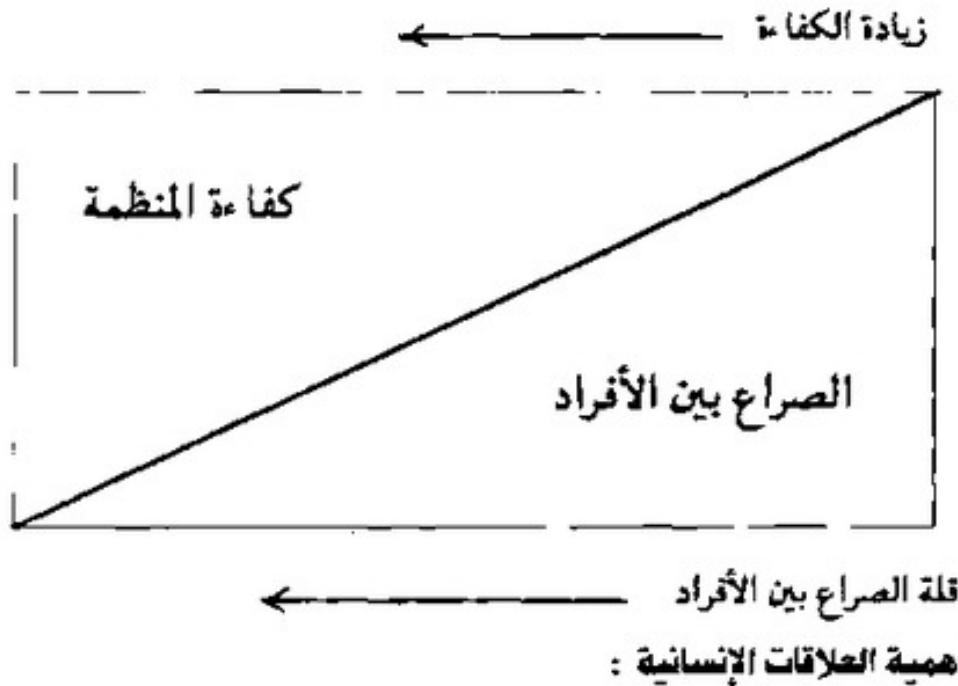 زيادة الكفاءة
كفاءة المنظمة
الصراع بين الأفراد
قلة الصراع بين الأفراد
همية العلاقات الإنسانية :